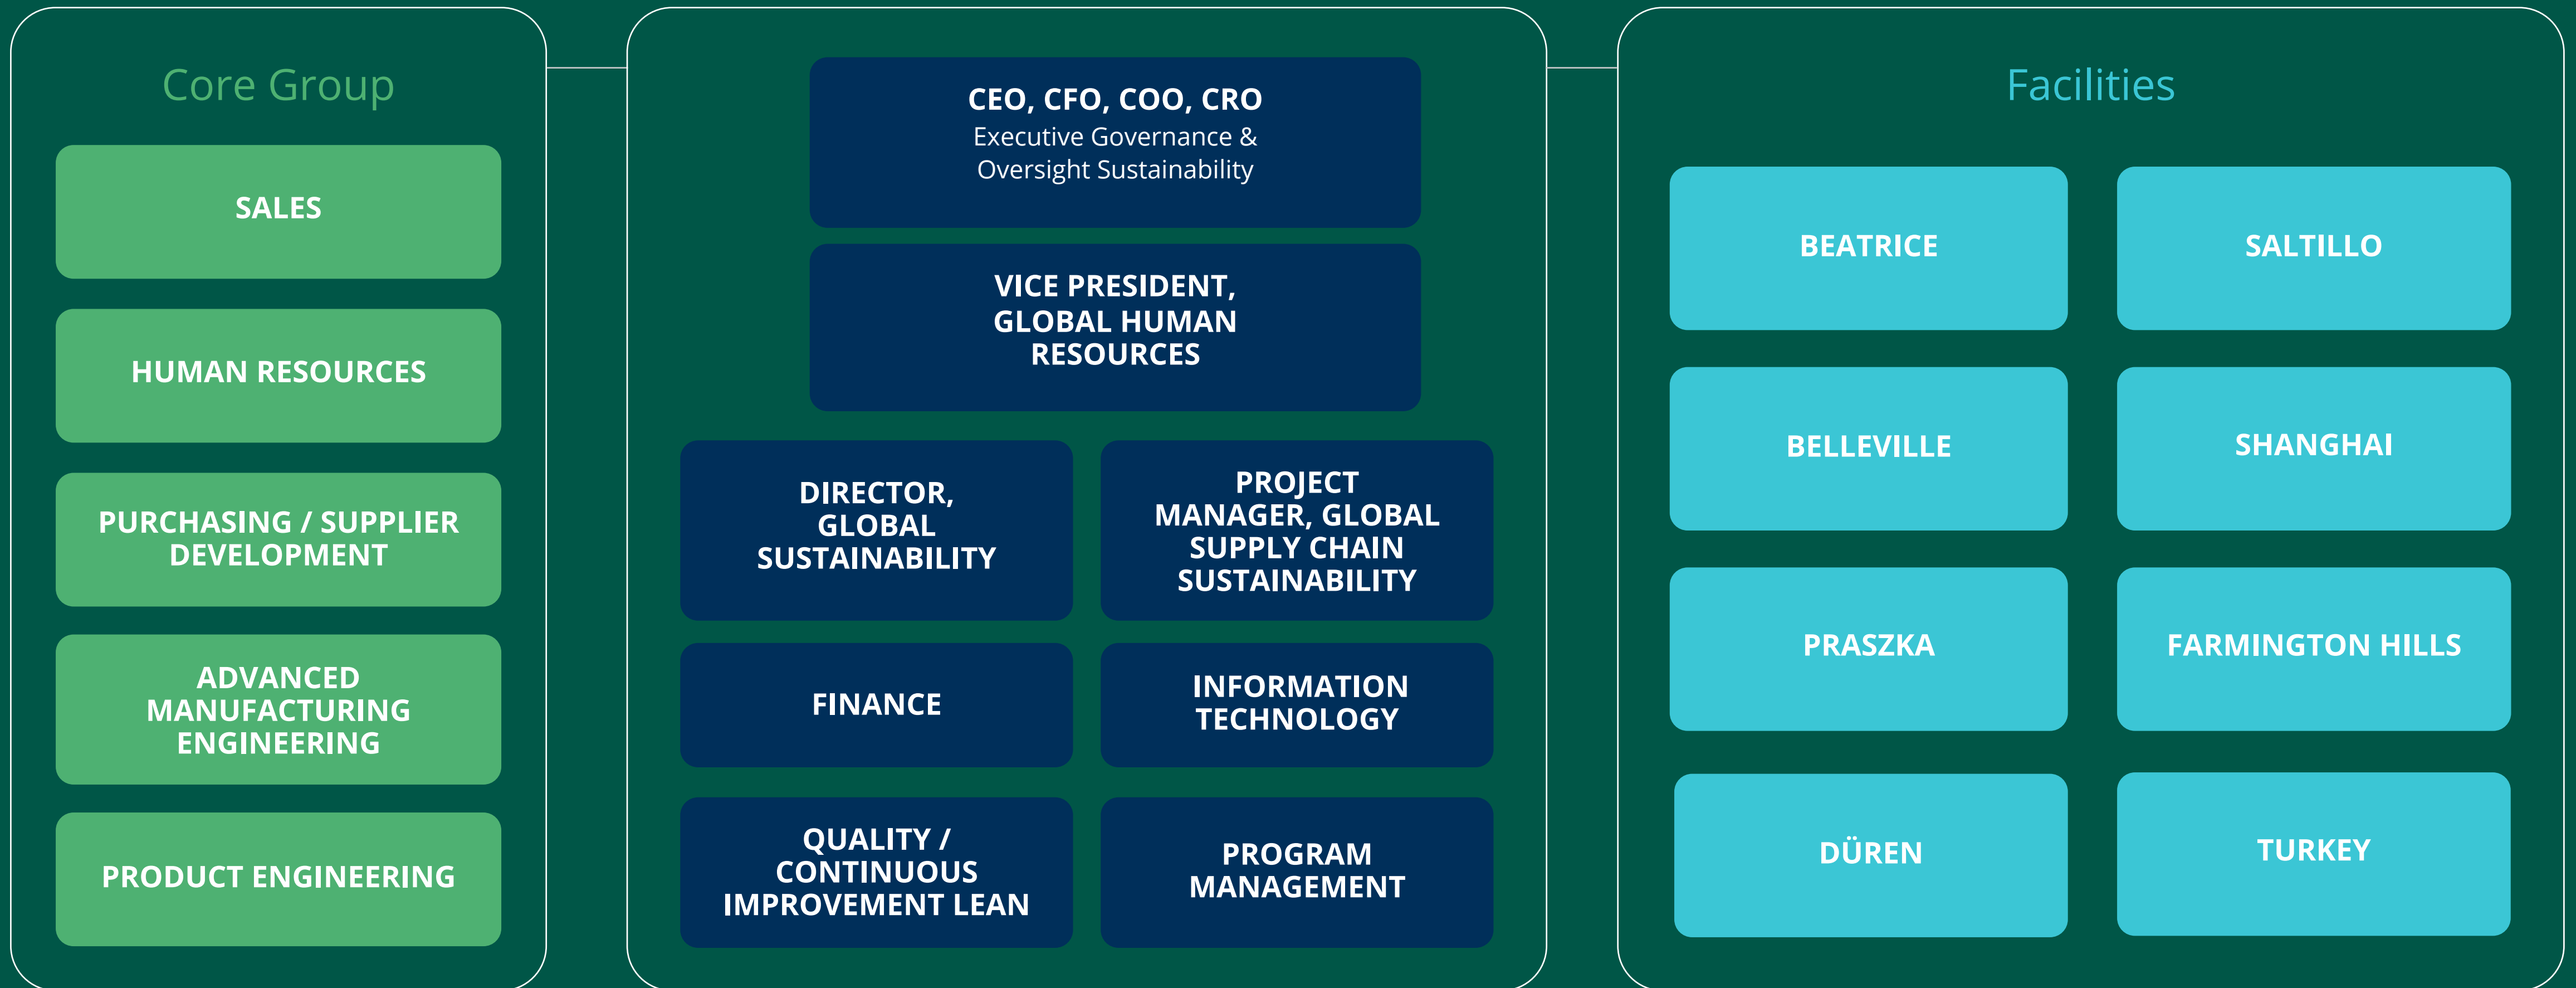 Core Group
SALES
HUMAN RESOURCES
PURCHASING / SUPPLIER
DEVELOPMENT
ADVANCED
MANUFACTURING
ENGINEERING
PRODUCT ENGINEERING
CEO, CFO, COO, CRO
Executive Governance &
Oversight Sustainability
VICE PRESIDENT,
GLOBAL HUMAN
RESOURCES
DIRECTOR,
GLOBAL
SUSTAINABILITY
PROJECT
MANAGER, GLOBAL
SUPPLY CHAIN
SUSTAINABILITY
FINANCE
INFORMATION
TECHNOLOGY
QUALITY /
CONTINUOUS
IMPROVEMENT LEAN
PROGRAM
MANAGEMENT
Facilities
BEATRICE
SALTILLO
BELLEVILLE
SHANGHAI
PRASZKA
FARMINGTON HILLS
DÜREN
TURKEY